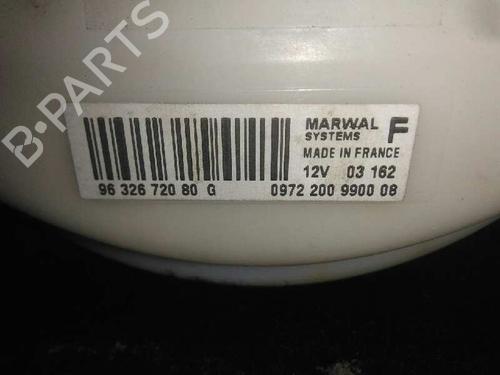 B-PARTS
MARWAL F
SYSTEMS
MADE IN FRANCE
12V 03 162
96 326 720 80 G 0972 200 9900 08